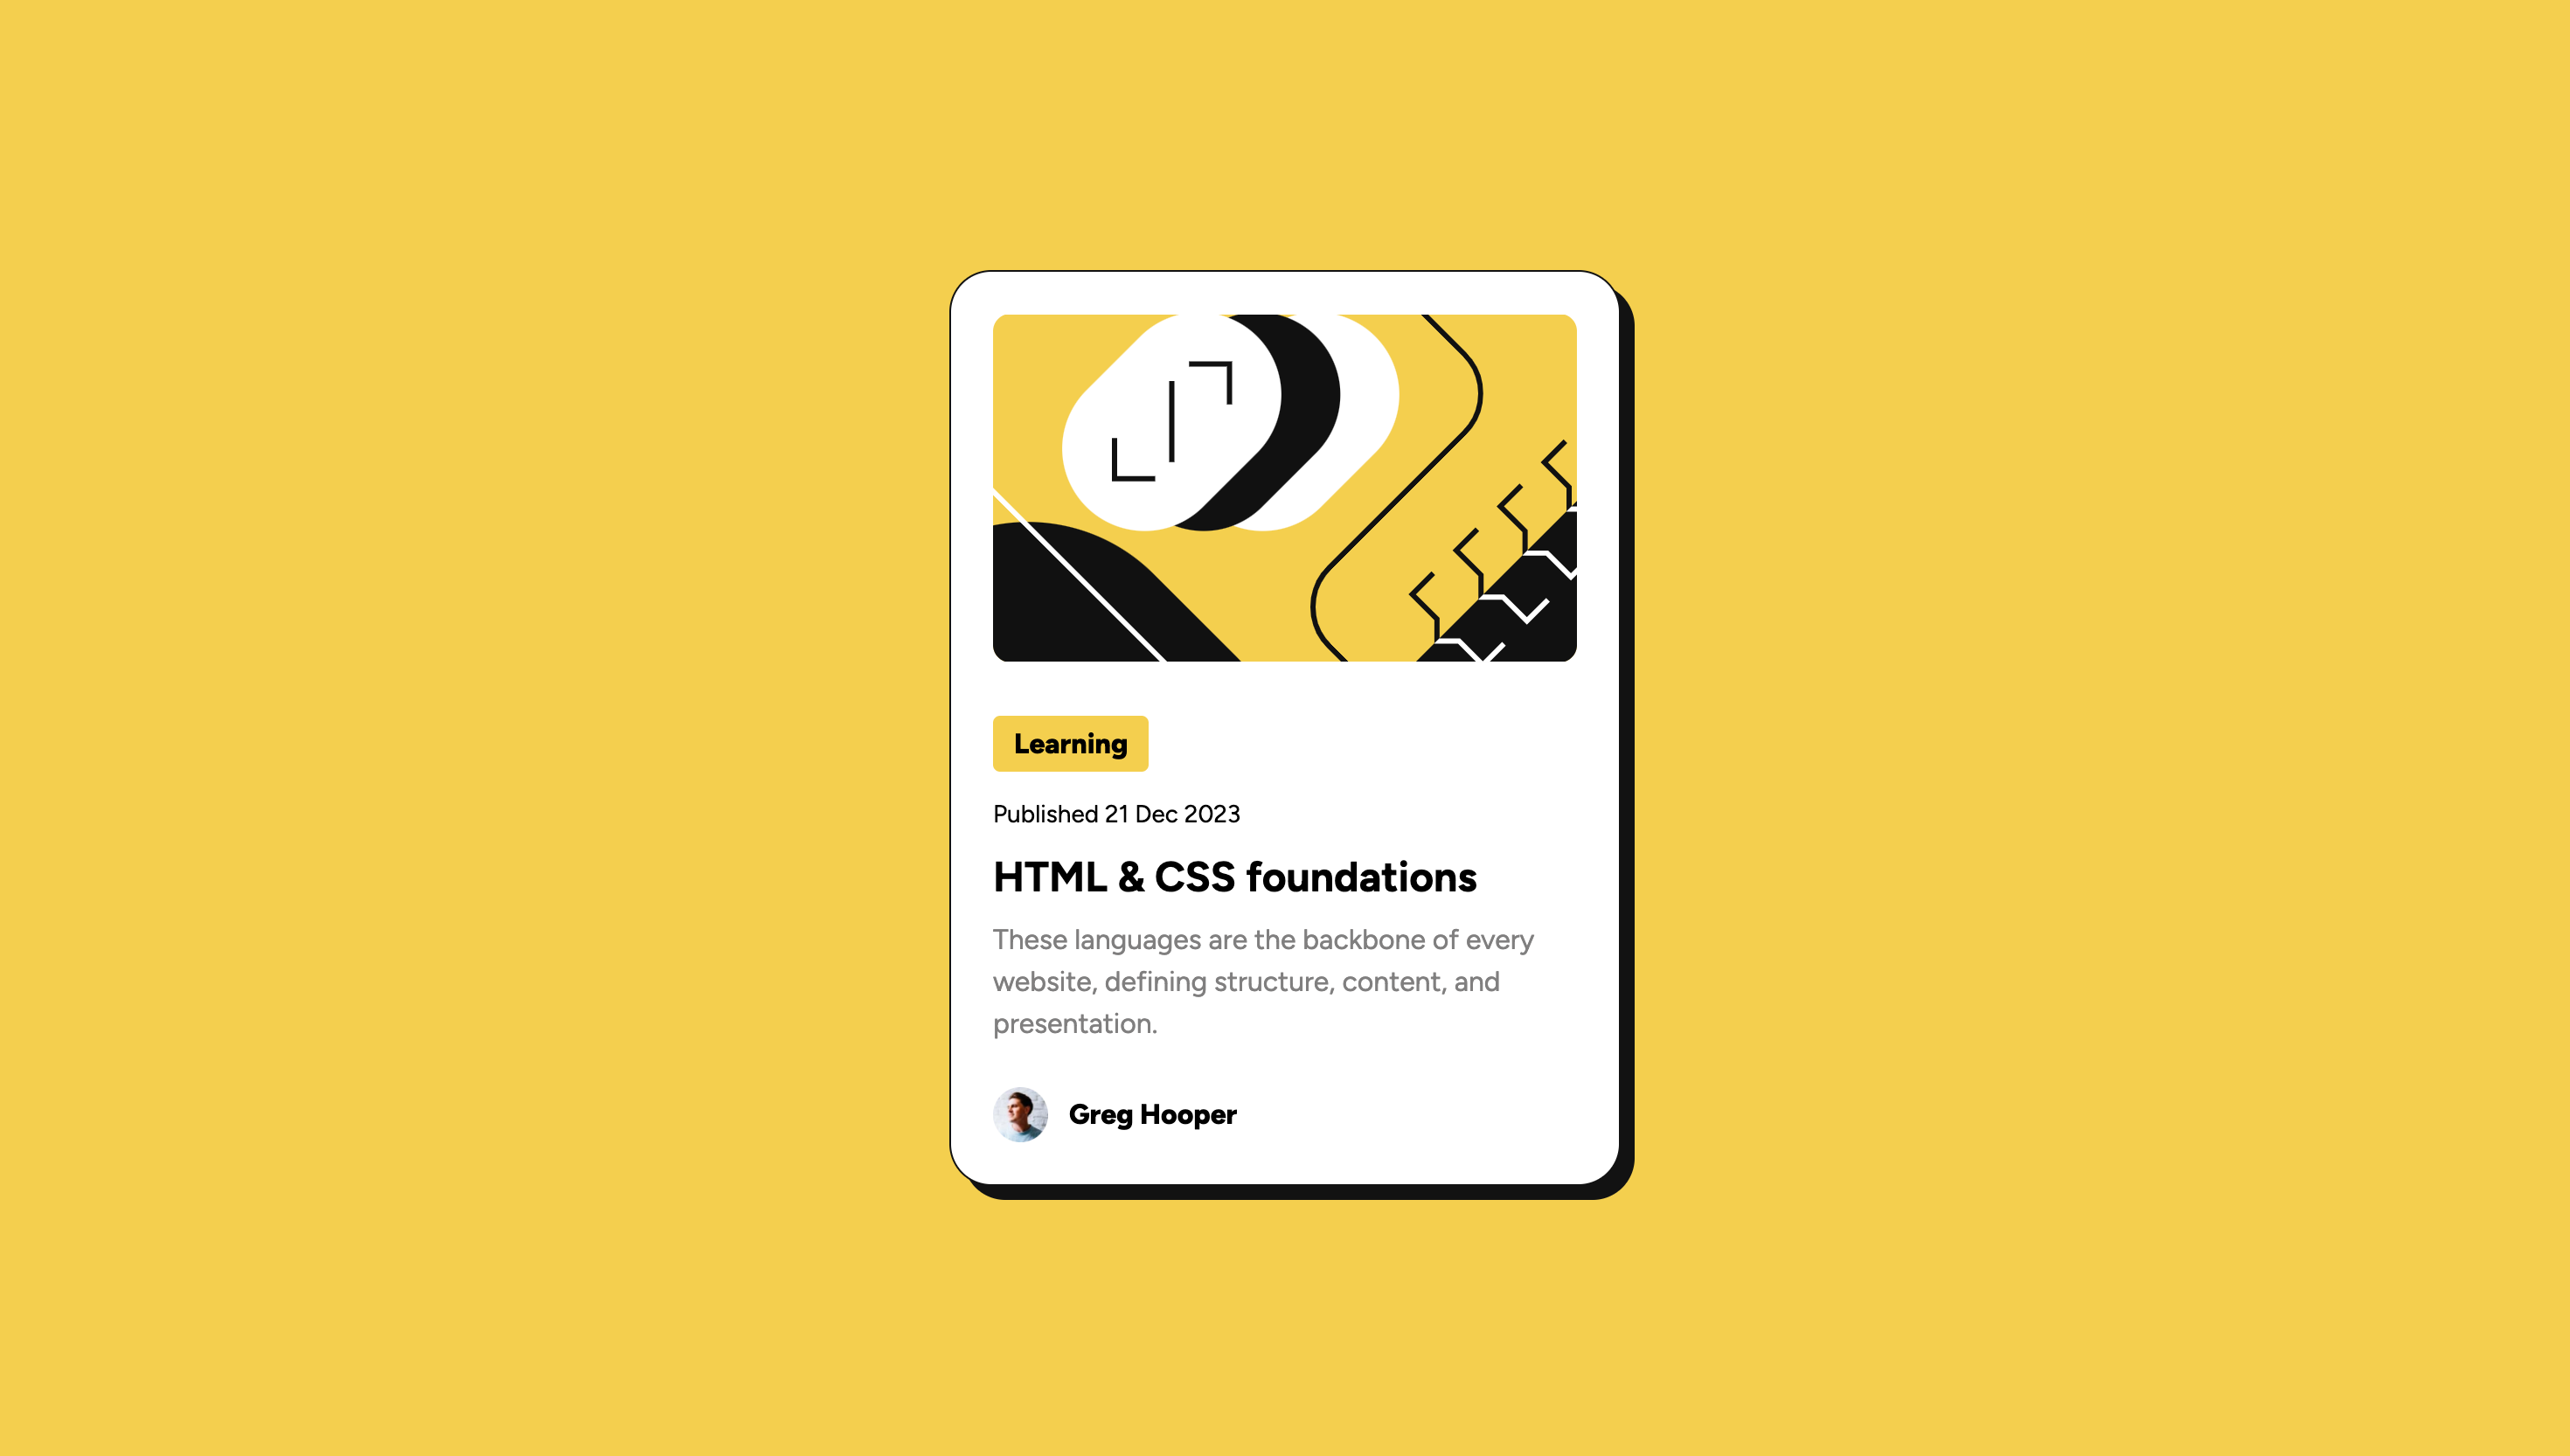 Learning
Published 21 Dec 2023
HTML & CSS foundations
These languages are the backbone of every
website, defining structure, content, and
presentation.
Greg Hooper